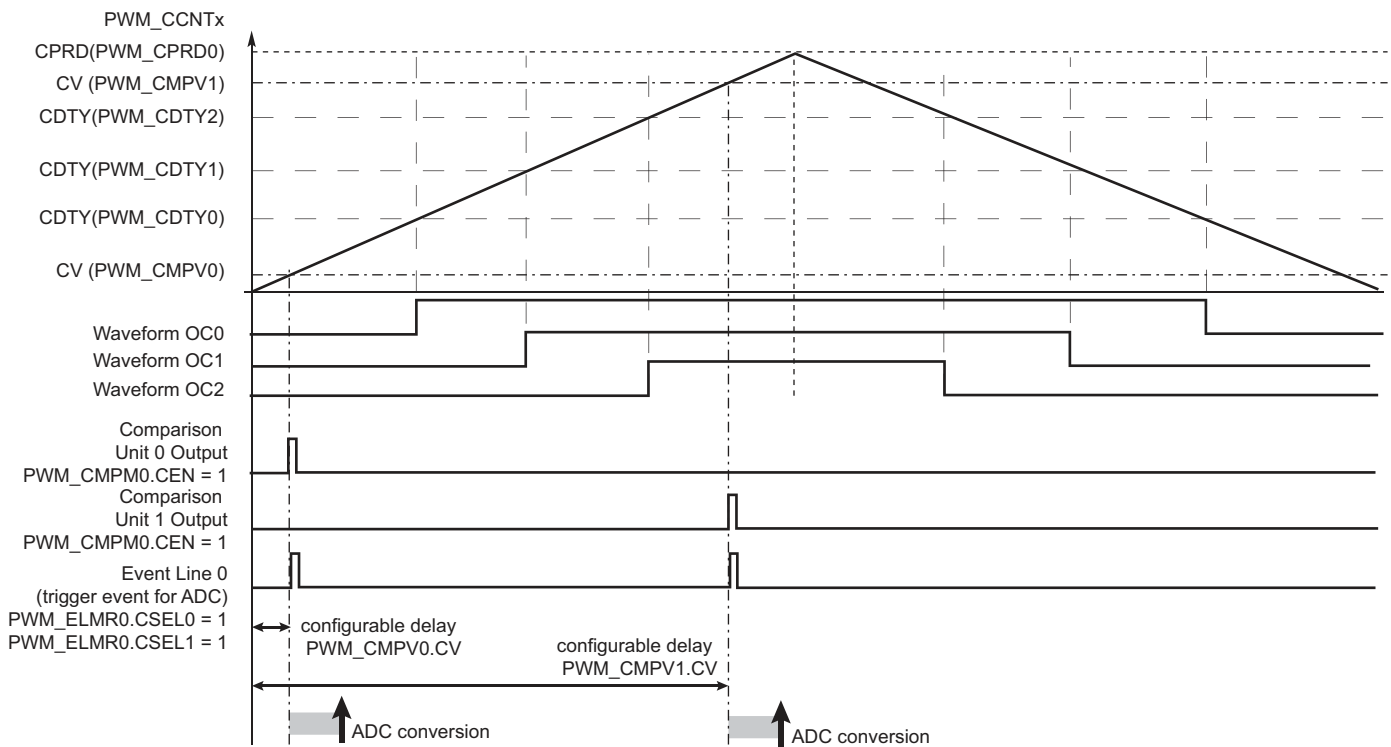 PWM_CCNTx
CPRD(PWM_CPRD0)
CV (PWM_CMPV1)
CDTY(PWM_CDTY2)
CDTY(PWM_CDTY1)
CDTY(PWM_CDTY0)
CV (PWM_CMPV0)
Waveform OC0
Waveform OC1
Waveform OC2
Comparison
Unit 0 Output
PWM_CMPM0.CEN = 1
Comparison
Unit 1 Output
PWM_CMPM0.CEN = 1
Event Line 0
(trigger event for ADC)
PWM_ELMR0.CSEL0 = 1
PWM_ELMR0.CSEL1 = 1
configurable delay
PWM_CMPV0.CV
configurable delay
PWM_CMPV1.CV
ADC conversion
ADC conversion